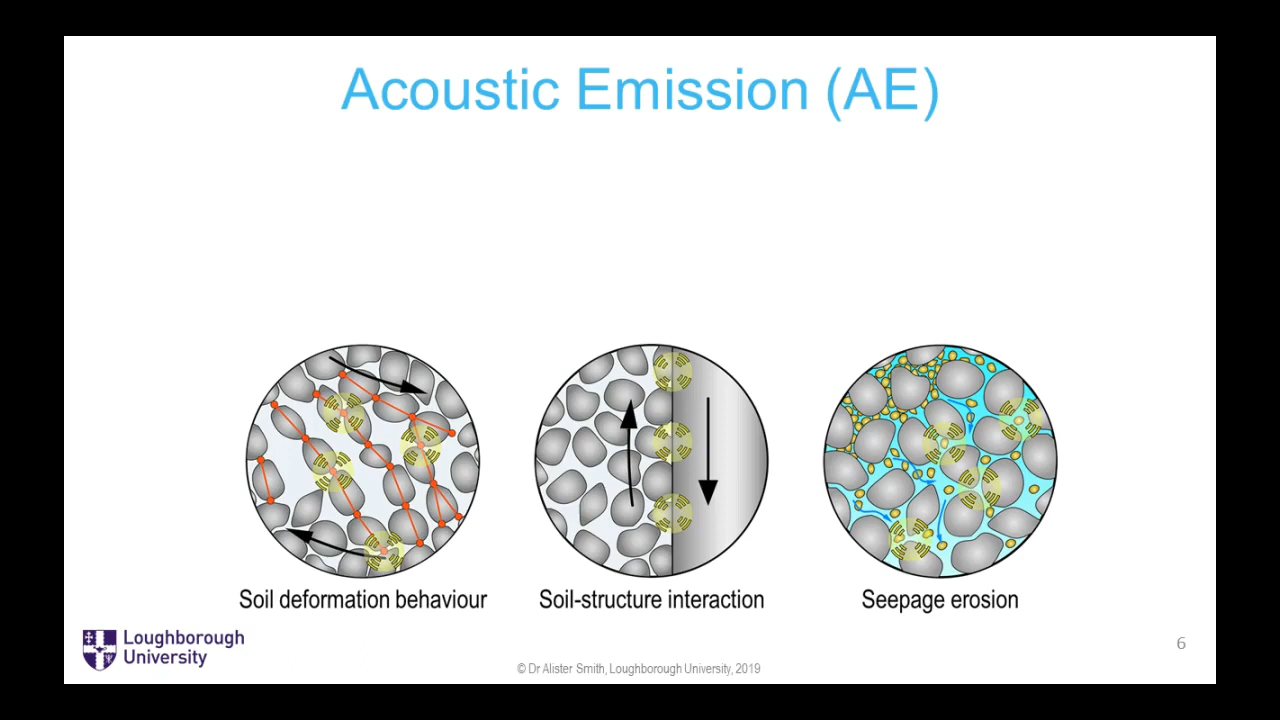 Acoustic Emission (AE)
Soil deformation behaviour
Soil-structure interaction
Seepage erosion
Loughborough
University
6
© Dr Alister Smith, Loughborough University, 2019